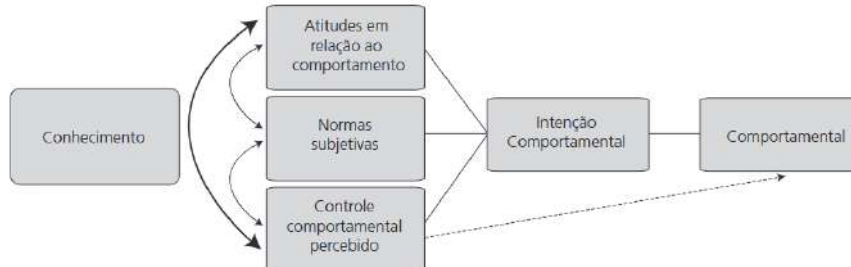 Conhecimento
Atitudes em
relação ao
comportamento
Normas
subjetivas
Controle
comportamental
percebido
Intenção
Comportamental
Comportamental